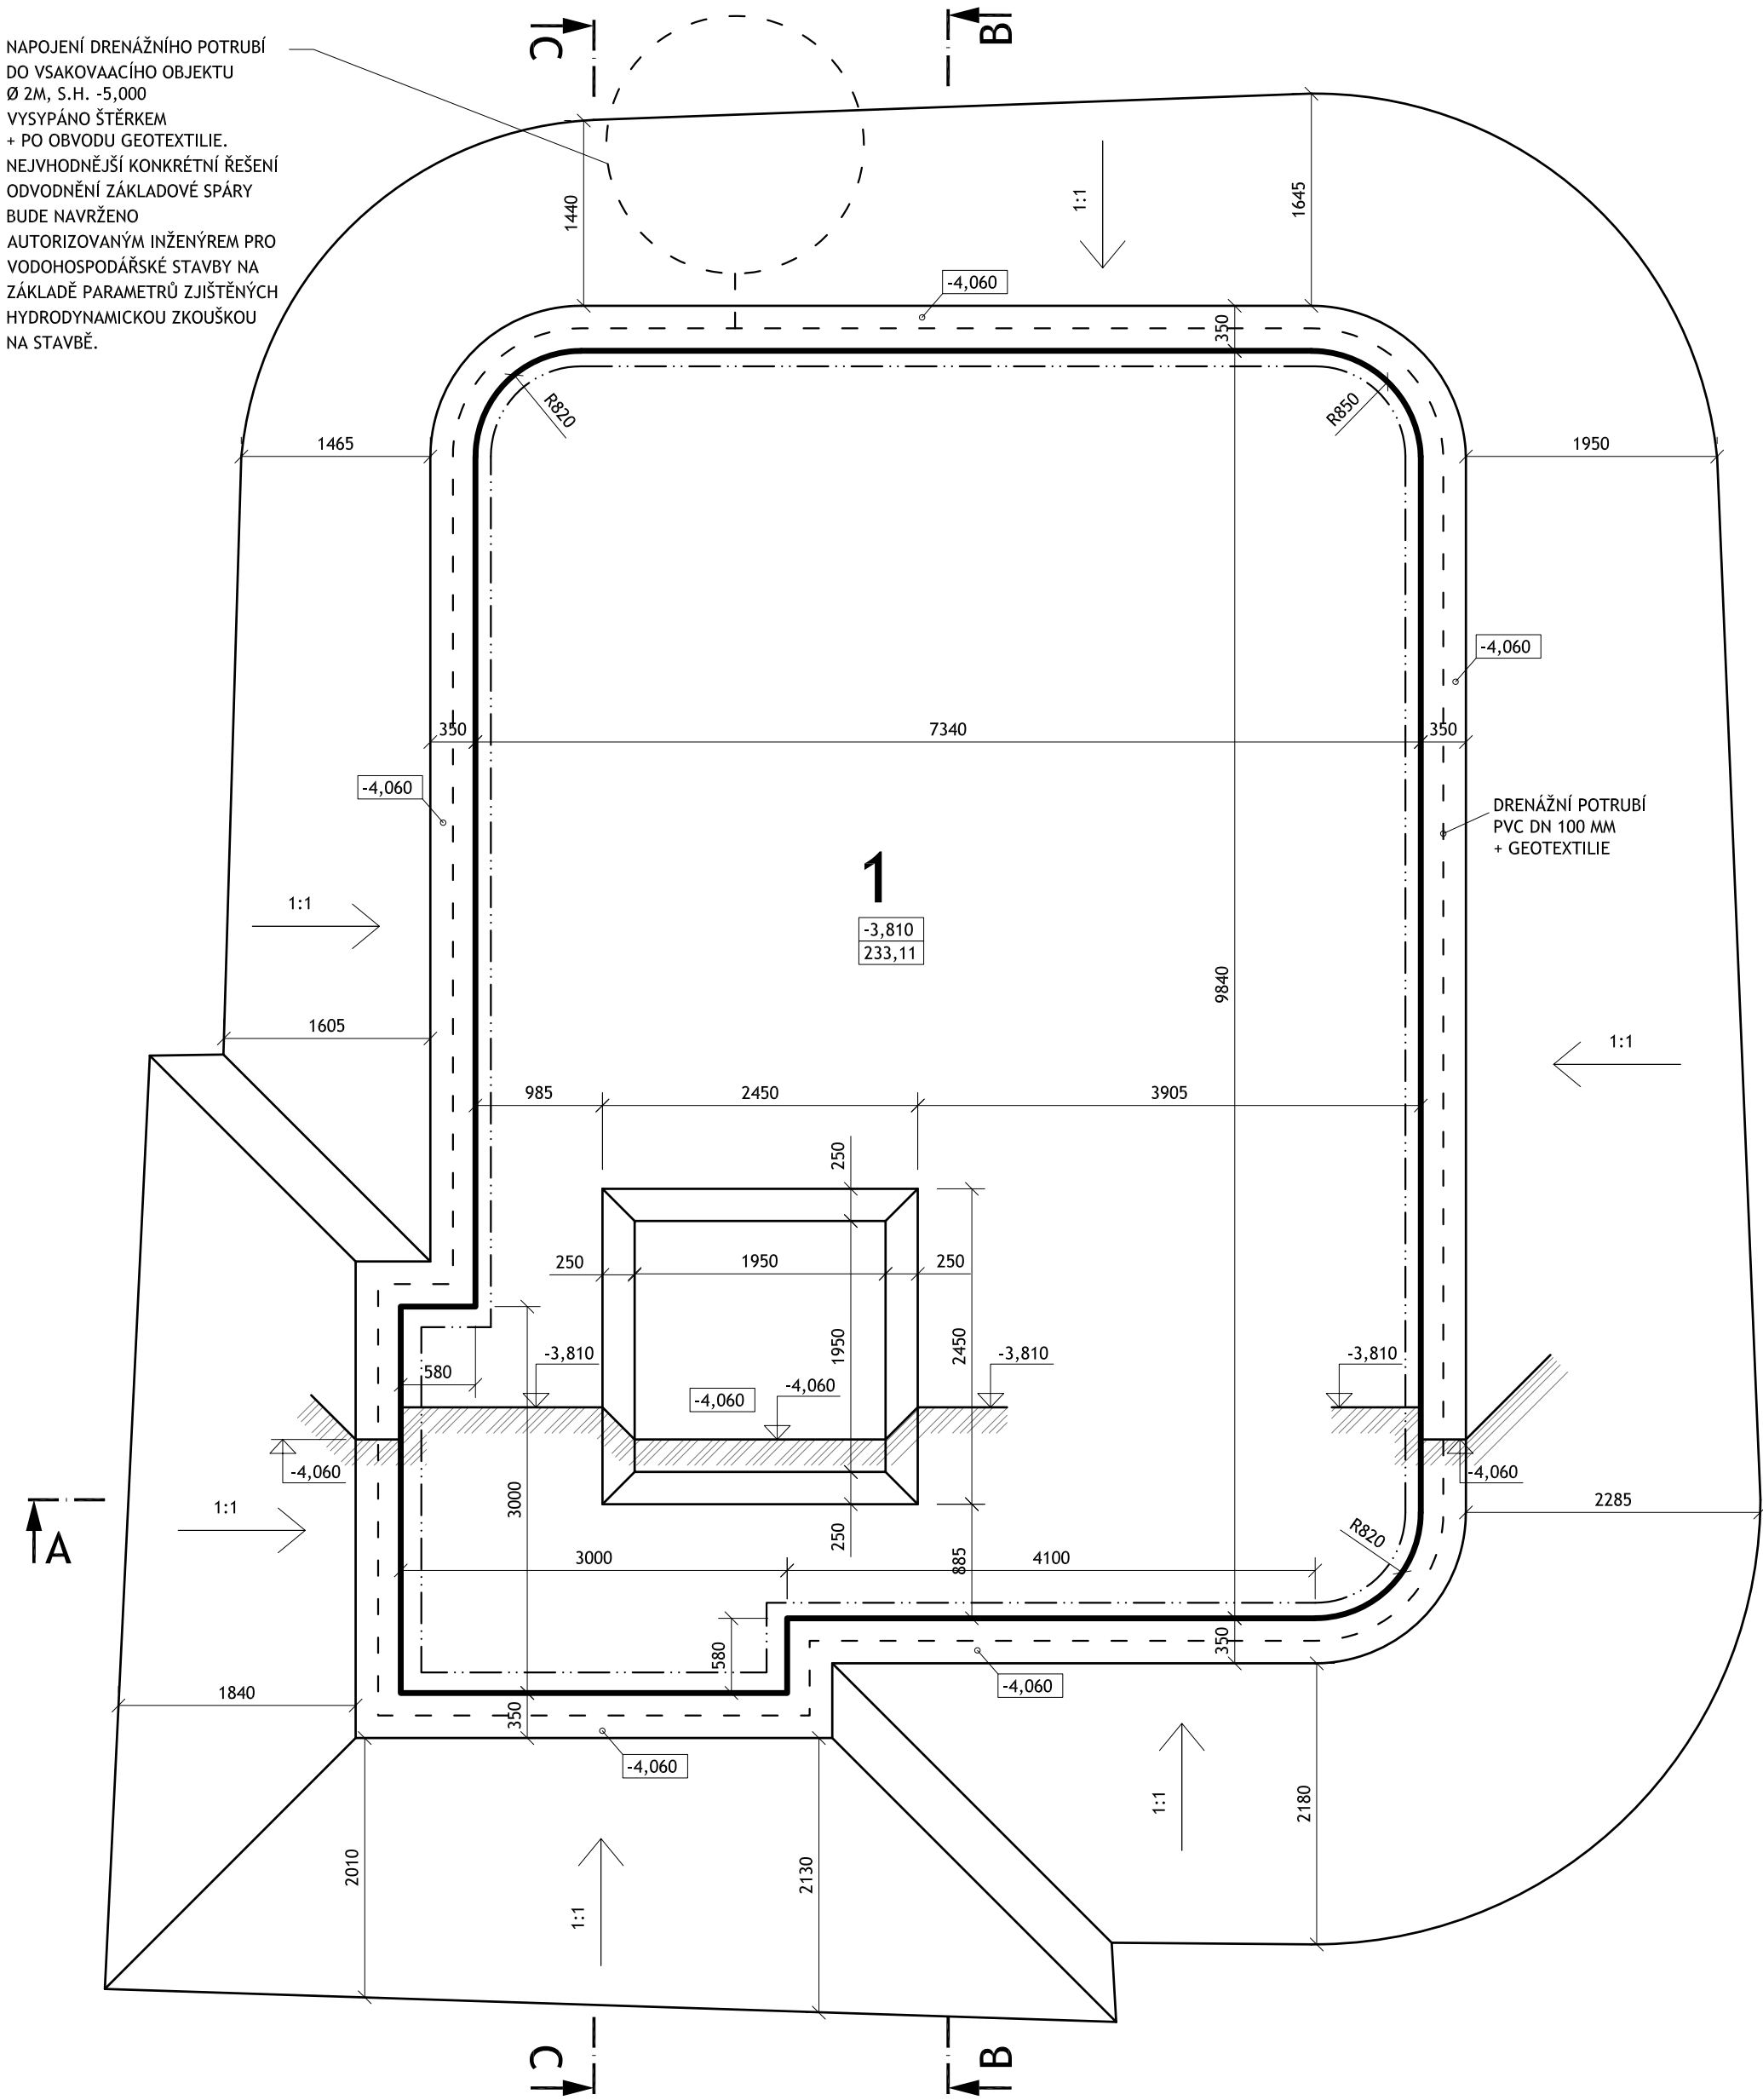 C
B
NAPOJENÍ DRENÁŽNÍHO POTRUBÍ
DO VSAKOVAACÍHO OBJEKTU
Ø 2M, S.H. -5,000
VYSYPÁNO ŠTĚRKEM
+ PO OBVODU GEOTEXTILIE.
NEJVHODNĚJŠÍ KONKRÉTNÍ ŘEŠENÍ
ODVODNĚNÍ ZÁKLADOVÉ SPÁRY
BUDE NAVRŽENO
AUTORIZOVANÝM INŽENÝREM PRO
VODOHOSPODÁŘSKÉ STAVBY NA
ZÁKLADĚ PARAMETRŮ ZJIŠTĚNÝCH
HYDRODYNAMICKOU ZKOUŠKOU
NA STAVBĚ.
1440
1:1
1645
-4,060
350
R820
R850
1465
1950
-4,060
350
7340
350
-4,060
DRENÁŽNÍ POTRUBÍ
PVC DN 100 MM
+ GEOTEXTILIE
1
-3,810
233,11
1:1
9840
1605
1:1
985
2450
3905
250
250
1950
250
1950
2450
-3,810
-3,810
-3,810
580
-4,060
-4,060
-4,060
-4,060
1:1
3000
2285
A
250
885
R820
3000
4100
580
350
1840
350
-4,060
-4,060
2010
2130
1:1
1:1
2180
C
B